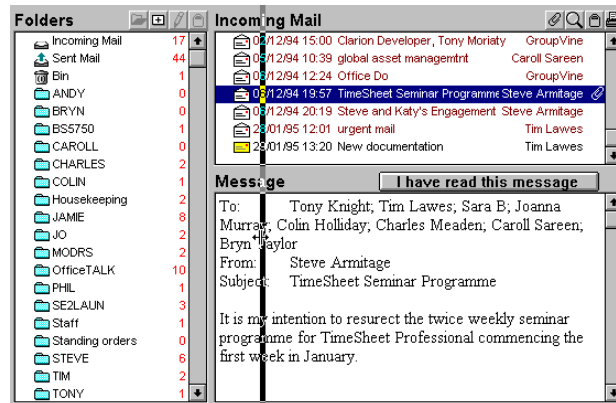 Folders
Incoming Mail 17
Sent Mail 44
Bin 1
ANDY 0
BRYN 0
BS5750 1
CAROLL 0
CHARLES 2
COLIN 1
Housekeeping 2
JAMIE 8
JO 2
MODRS 2
OfficeTALK 10
PHIL 1
SE2LAUN 3
Staff 1
Standing orders 0
STEVE 6
TIM 2
TONY 1
Incoming Mail
/12/94 15:00 Clarion Developer, Tony Moriaty GroupVine
/12/94 10:39 global asset managemtnt Caroll Sareen
/12/94 12:24 Office Do GroupVine
/12/94 19:57 TimeSheet Seminar Programme Steve Armitage
/12/94 20:19 Steve and Katy's Engagement Steve Armitage
/01/95 12:01 urgent mail Tim Lawes
/01/95 13:20 New documentation Tim Lawes
Message I have read this message
To: Tony Knight; Tim Lawes; Sara B; Joanna
Murray; Colin Holliday; Charles Meaden; Caroll Sareen;
Bryn Taylor
From: Steve Armitage
Subject: TimeSheet Seminar Programme
It is my intention to resurect the twice weekly seminar
programme for TimeSheet Professional commencing the
first week in January.